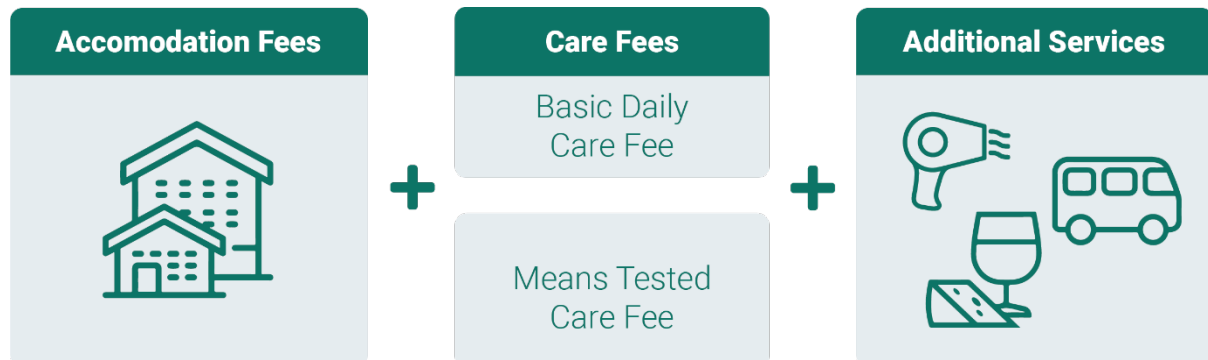 Accomodation Fees
Care Fees
Basic Daily
Care Fee
Means Tested
Care Fee
Additional Services